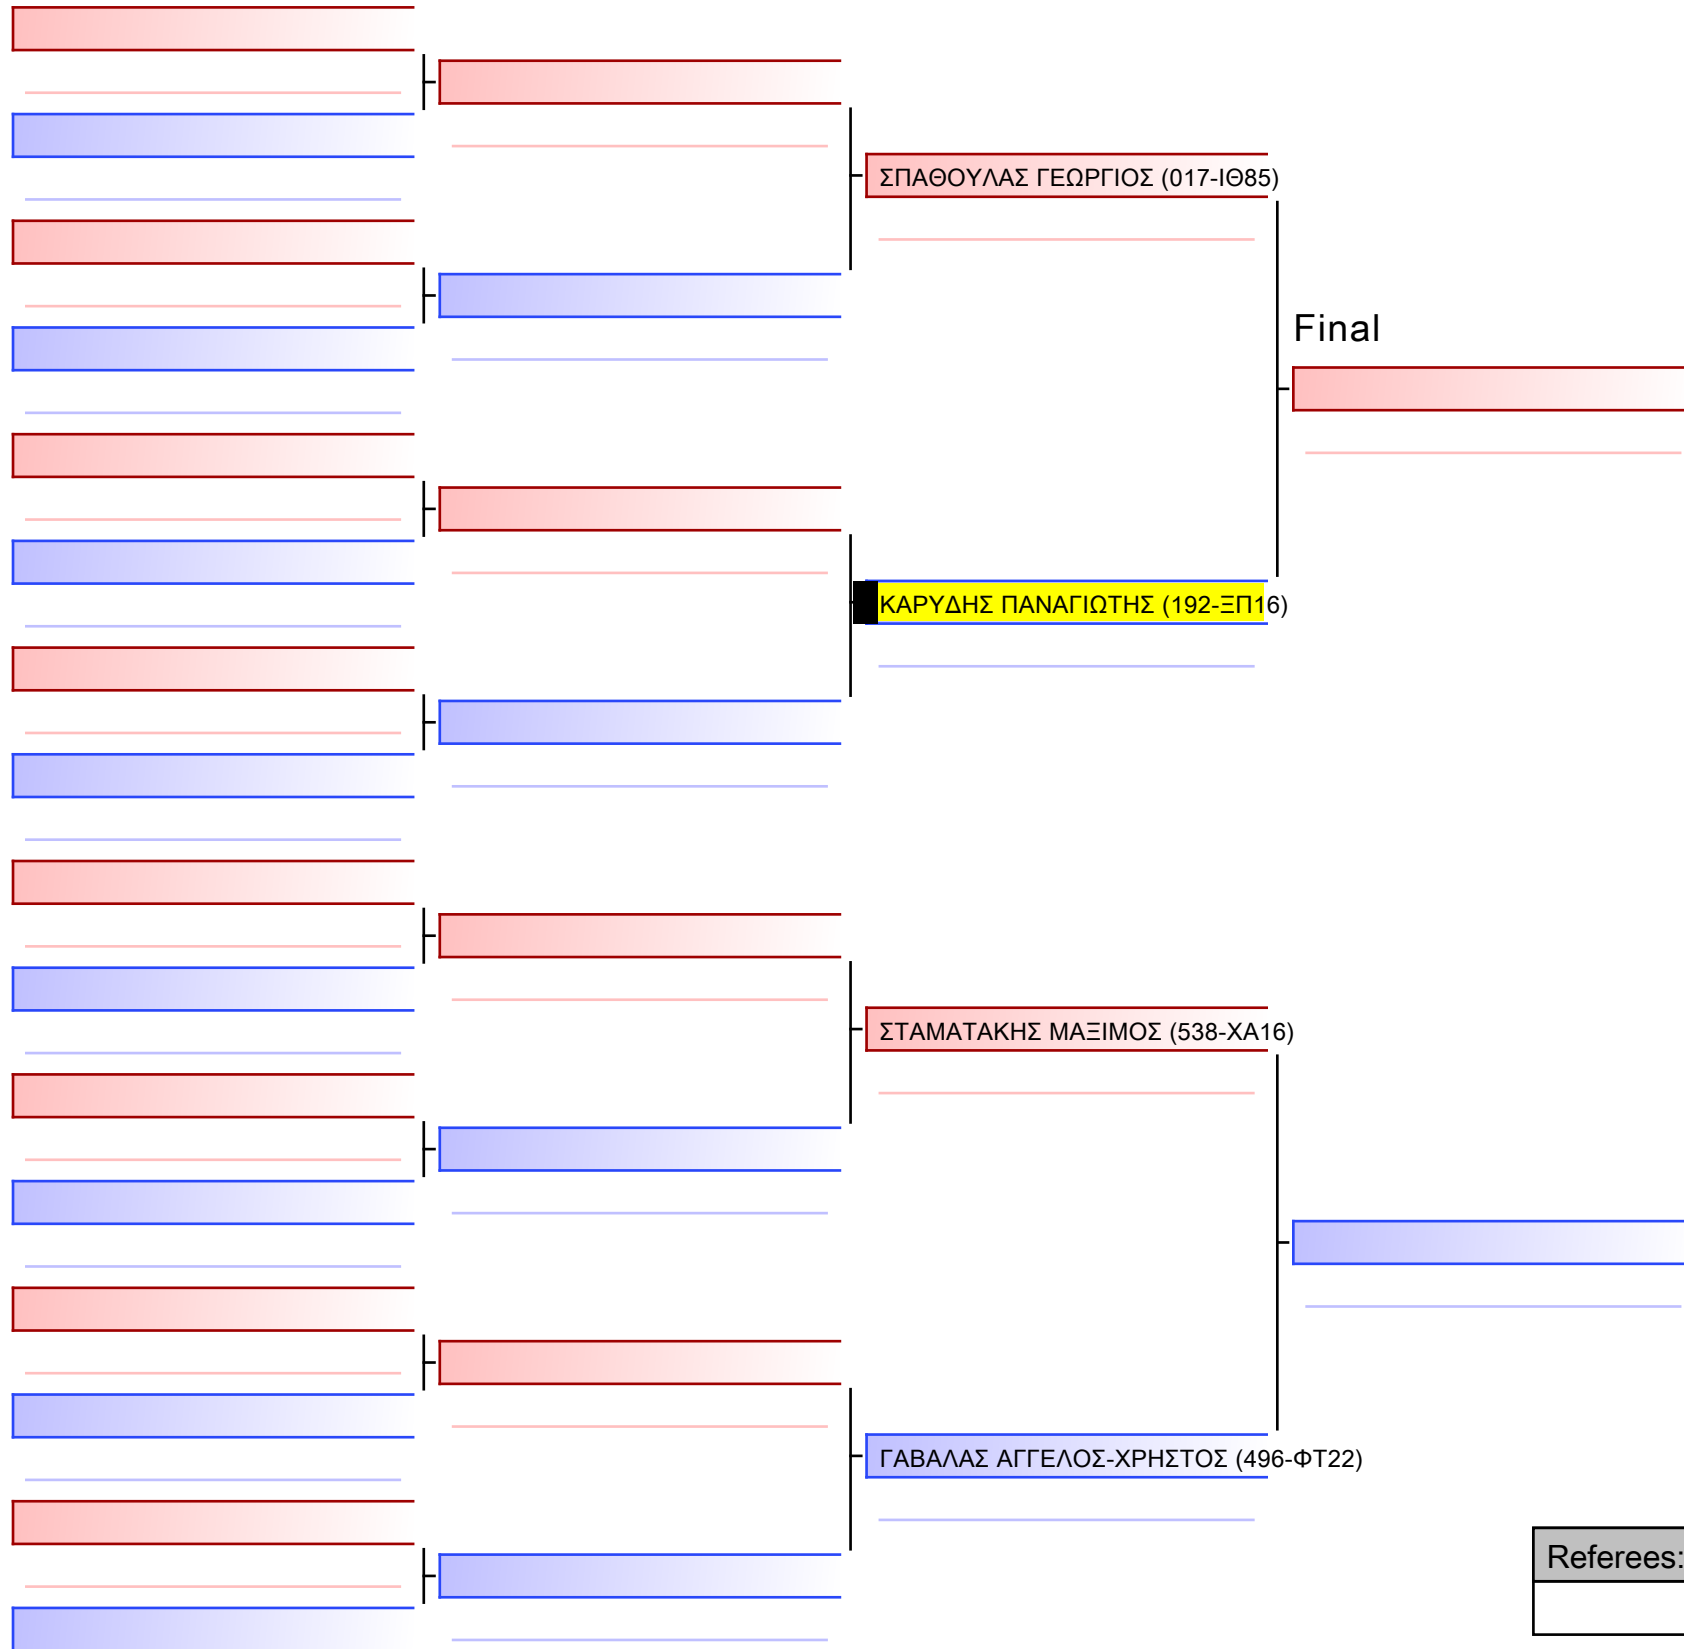 ΣΠΑΘΟΥΛΑΣ ΓΕΩΡΓΙΟΣ (017-ΙΘ85)
Final
ΚΑΡΥΔΗΣ ΠΑΝΑΓΙΩΤΗΣ (192-ΞΠ16)
ΣΤΑΜΑΤΑΚΗΣ ΜΑΞΙΜΟΣ (538-ΧΑ16)
ΓΑΒΑΛΑΣ ΑΓΓΕΛΟΣ-ΧΡΗΣΤΟΣ (496-ΦΤ22)
Referees: